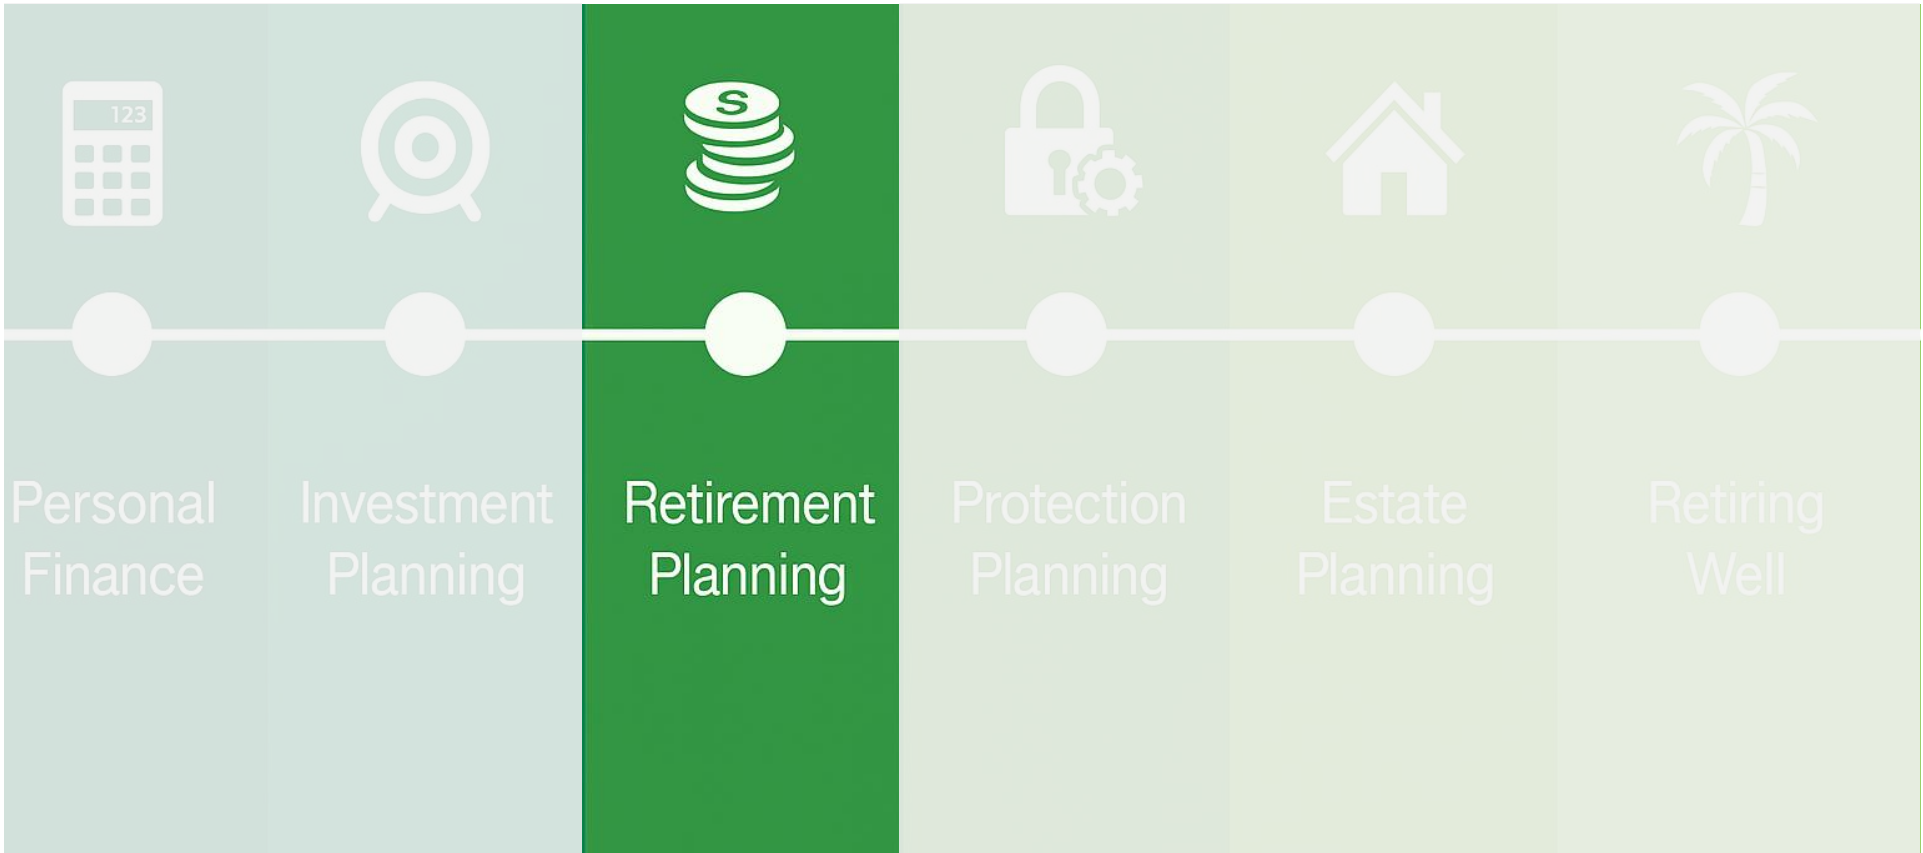 123
S
Personal
Finance
Investment
Planning
Retirement
Planning
Protection
Planning
Estate
Planning
Retiring
Well